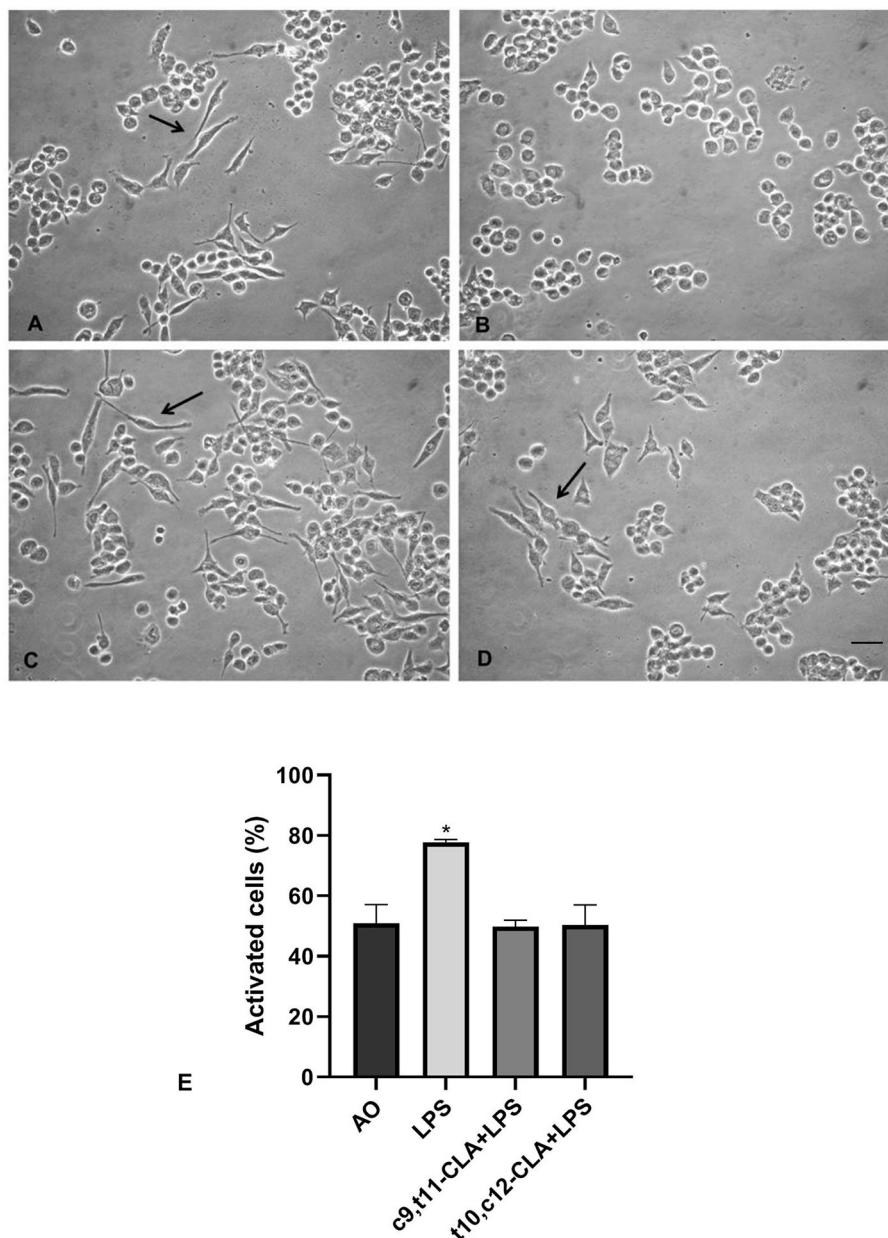 A
B
C
D
100
80
60
40
20
0
Activated cells (%)
*
E
AO
LPS
c9,t11-CLA+LPS
t10,c12-CLA+LPS